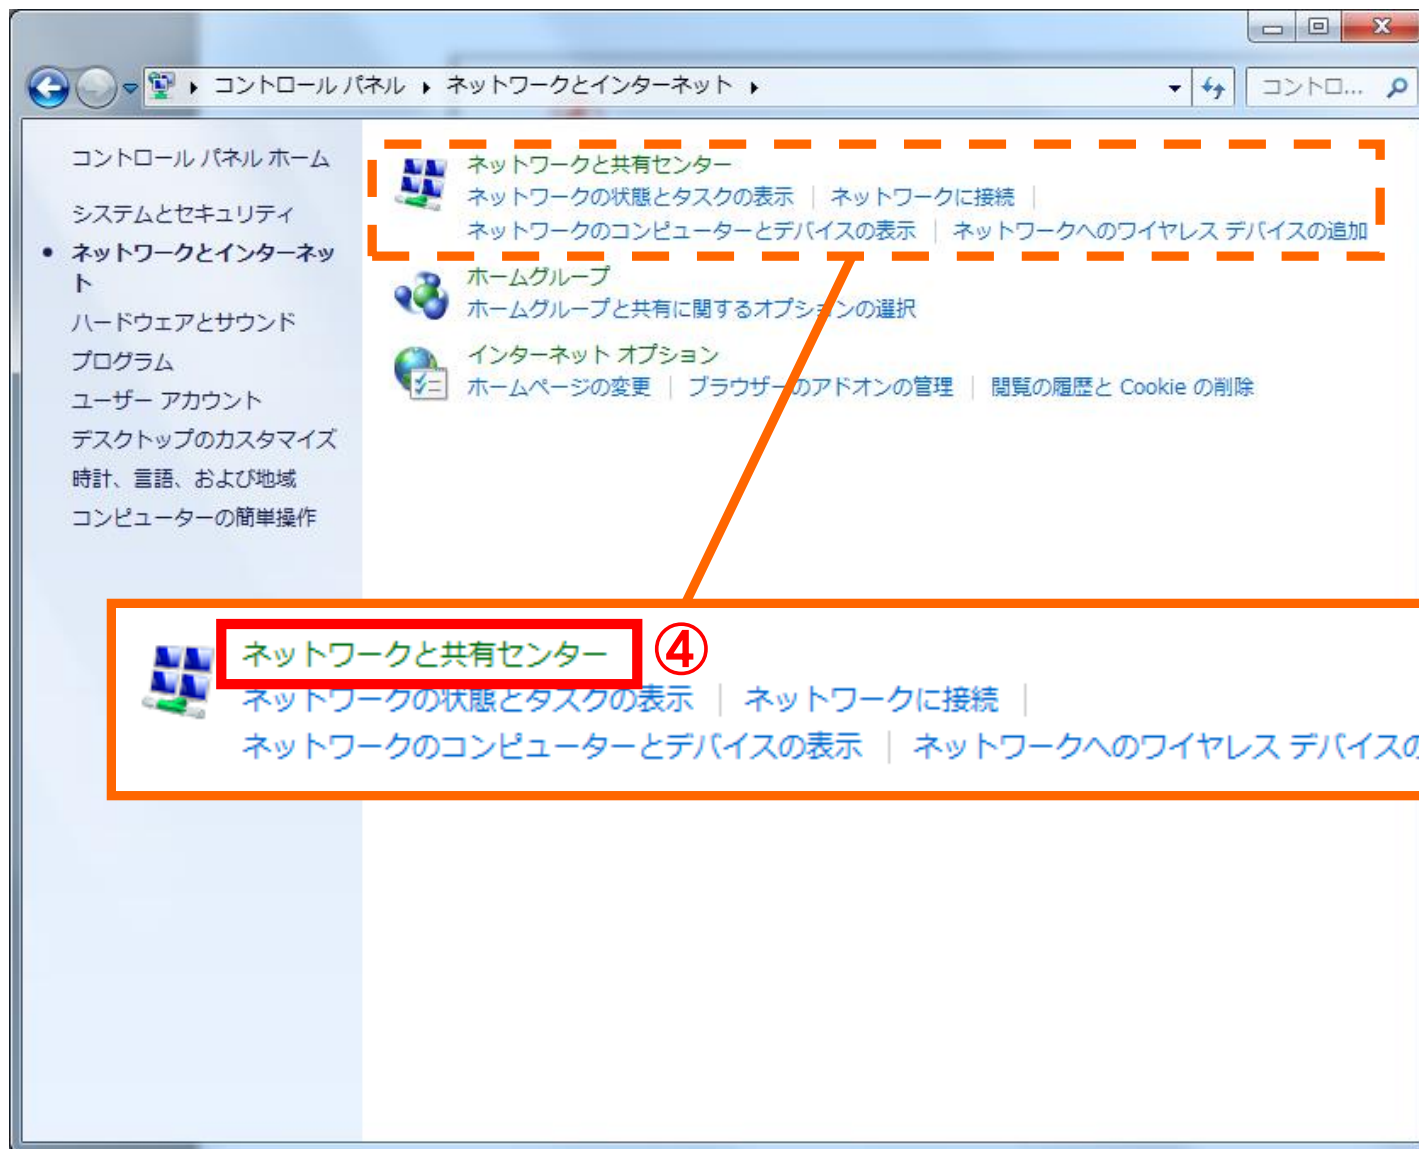 コントロール パネル ▸ ネットワークとインターネット ▸
コントロ...
コントロール パネル ホーム
システムとセキュリティ
• ネットワークとインターネッ
ト
ハードウェアとサウンド
プログラム
ユーザー アカウント
デスクトップのカスタマイズ
時計、言語、および地域
コンピューターの簡単操作
ネットワークと共有センター
ネットワークの状態とタスクの表示 | ネットワークに接続 |
ネットワークのコンピューターとデバイスの表示 | ネットワークへのワイヤレス デバイスの追加
ホームグループ
ホームグループと共有に関するオプションの選択
インターネット オプション
ホームページの変更 | ブラウザーのアドオンの管理 | 閲覧の履歴と Cookie の削除
ネットワークと共有センター ④
ネットワークの状態とタスクの表示 | ネットワークに接続 |
ネットワークのコンピューターとデバイスの表示 | ネットワークへのワイヤレス デバイスの